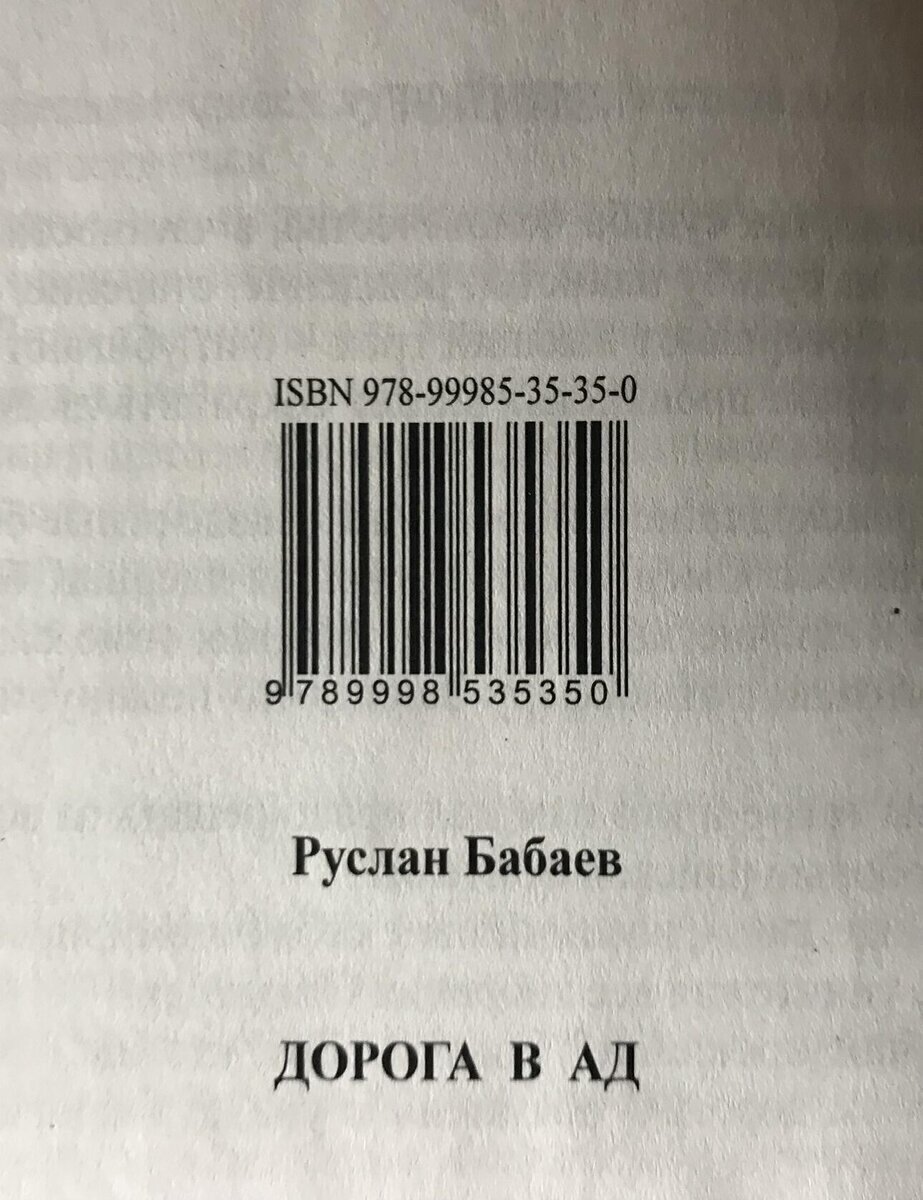 ISBN 978-99985-35-35-0
9 789998 535350
Руслан Бабаев
ДОРОГА В АД